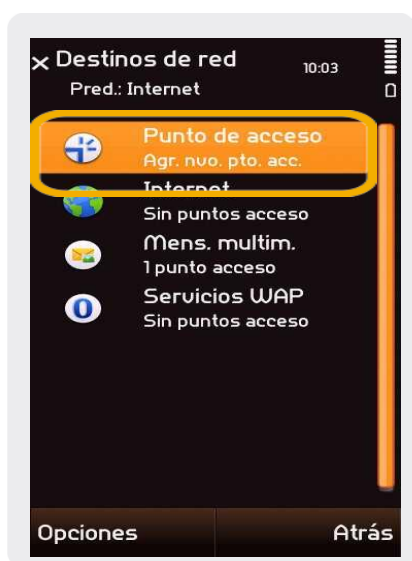 Destinos de red
10:03
Pred.: Internet
Punto de acceso
Agr. nvo. pto. acc.
Internet
Sin puntos acceso
Mens. multim.
1 punto acceso
Servicios WAP
Sin puntos acceso
Opciones
Atrás